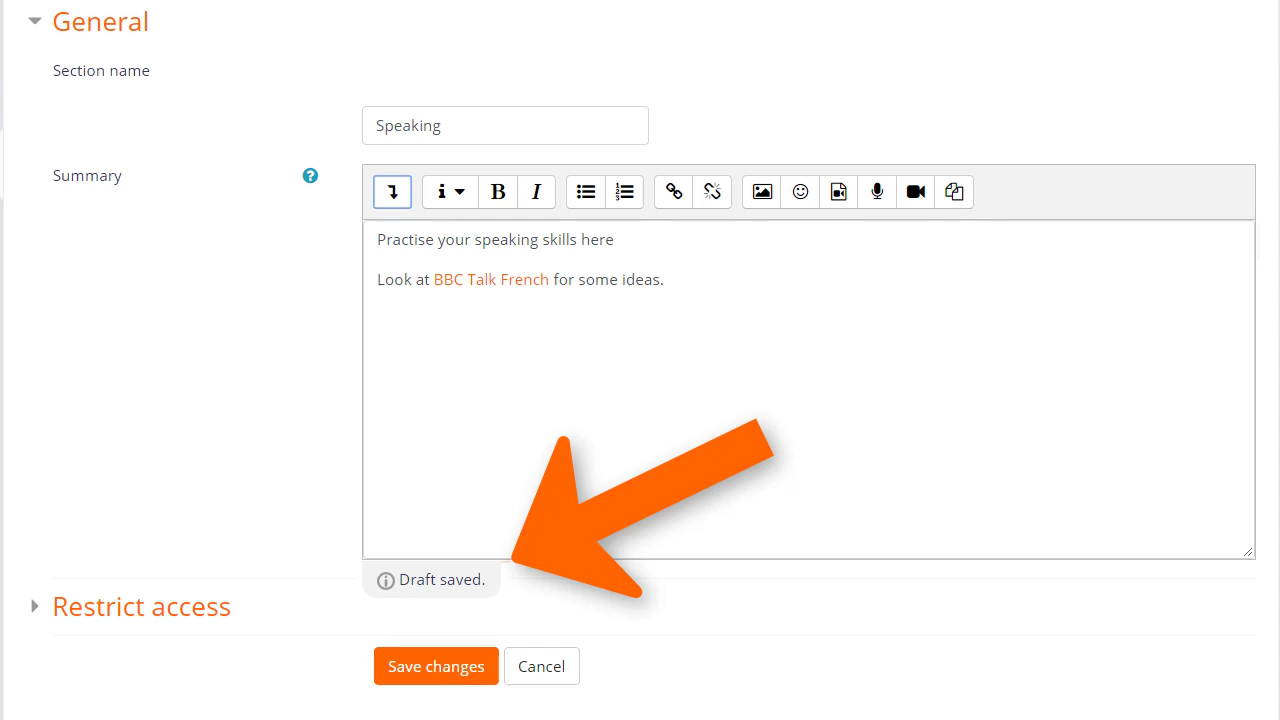 General
Section name
Speaking
Summary
Practise your speaking skills here
Look at BBC Talk French for some ideas.
Draft saved.
Restrict access
Save changes
Cancel